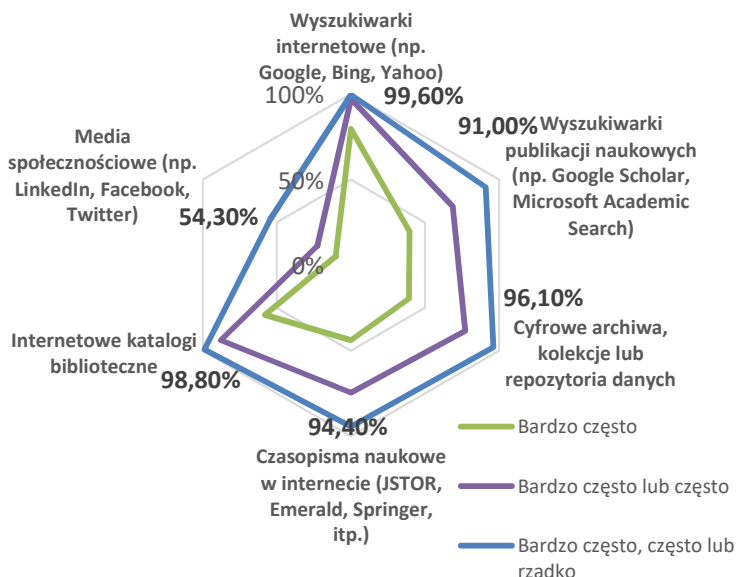 Wyszukiwarki
internetowe (np.
Google, Bing, Yahoo)
100%
99,60%
91,00%
Wyszukiwarki
publikacji naukowych
(np. Google Scholar,
Microsoft Academic
Search)
Media
społecznościowe (np.
LinkedIn, Facebook,
Twitter)
54,30%
50%
0%
96,10%
Cyfrowe archiwa,
kolekcje lub
repozytoria danych
Internetowe katalogi
biblioteczne
98,80%
94,40%
Czasopisma naukowe
w internecie (JSTOR,
Emerald, Springer,
itp.)
Bardzo często
Bardzo często lub często
Bardzo często, często lub
rzadko